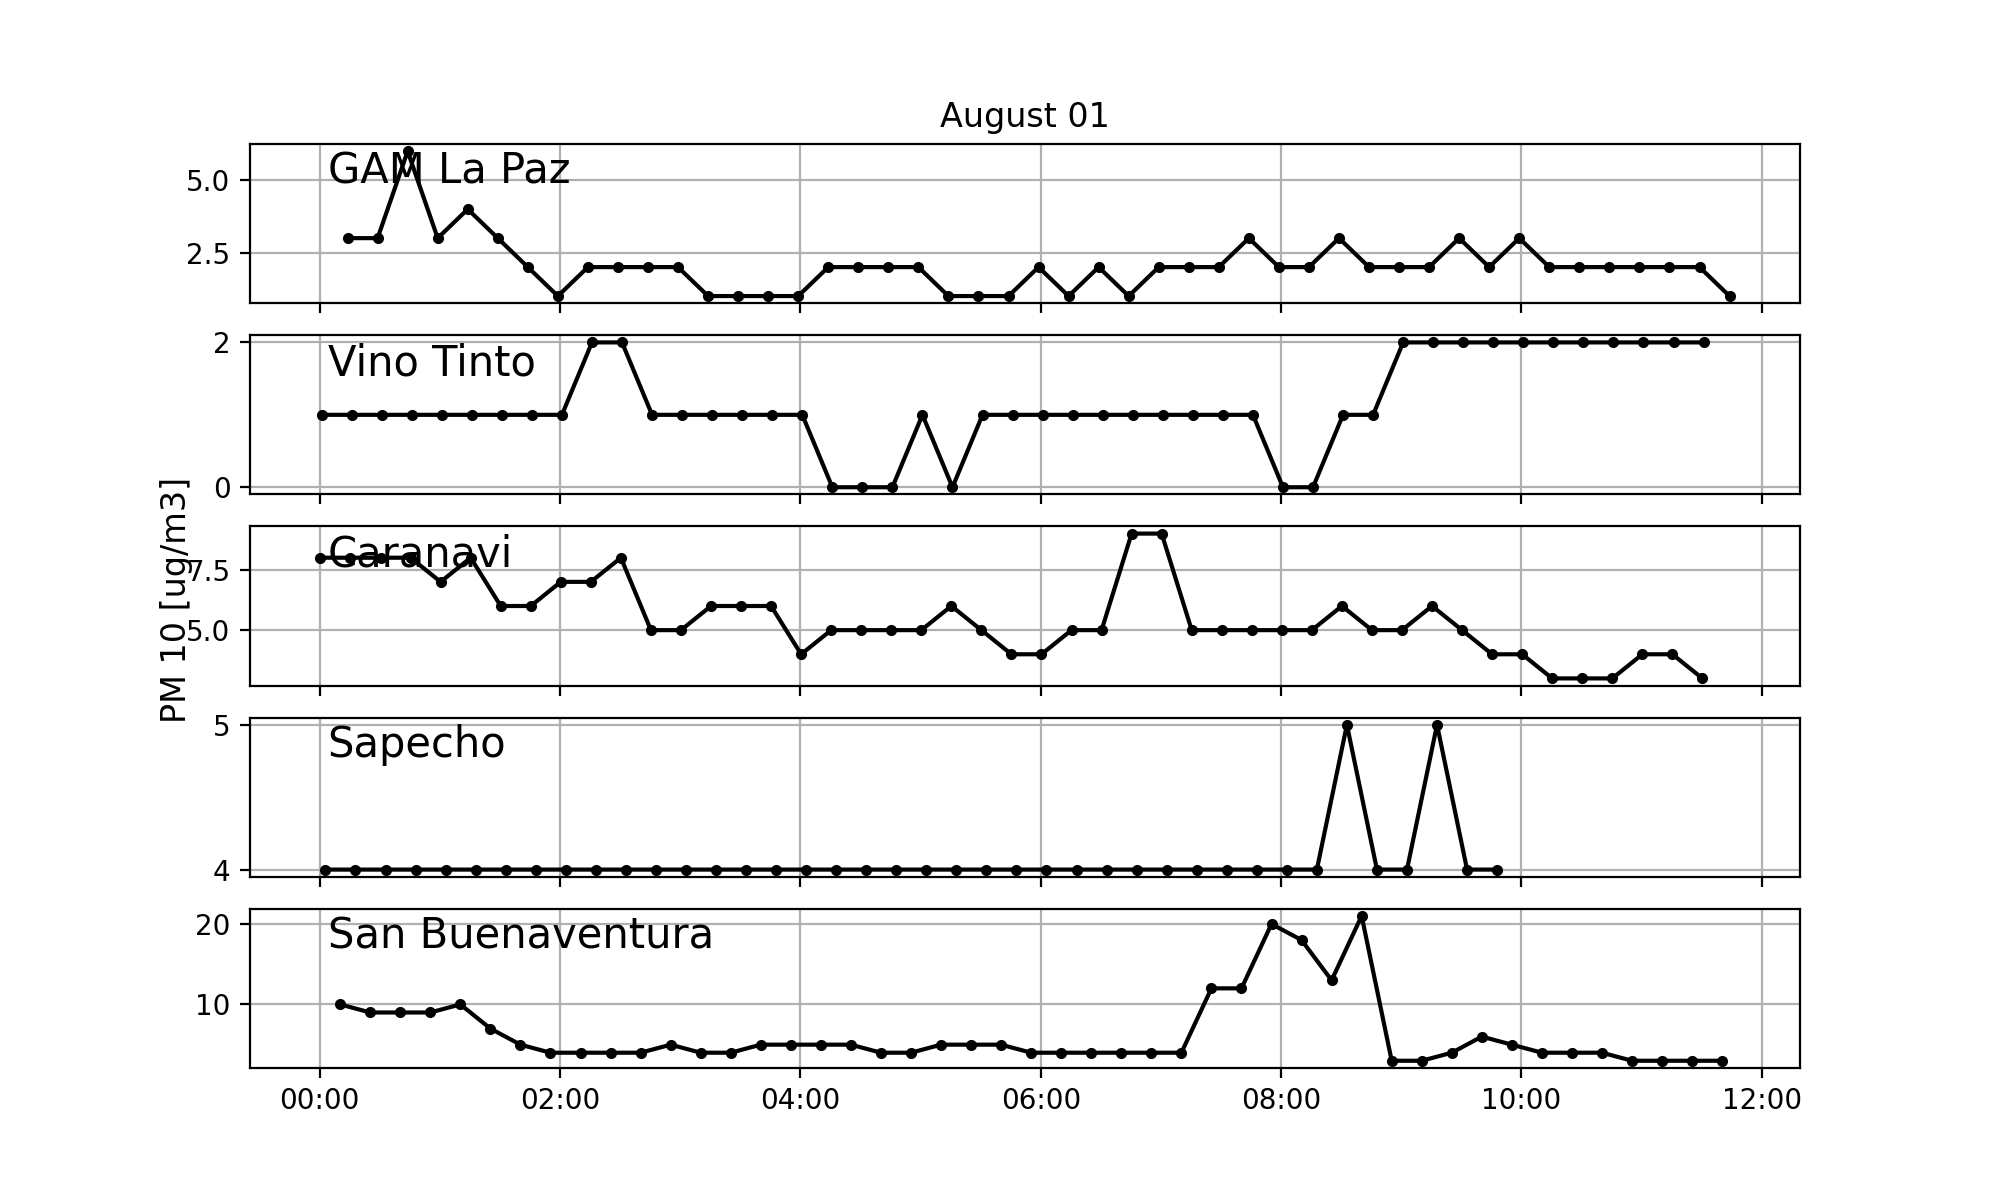 August 01
GAM La Paz
5.0
2.5
Vino Tinto
2
0
PM 10 [ug/m3]
Caranavi
7.5
5.0
Sapecho
5
4
San Buenaventura
20
10
00:00 02:00 04:00 06:00 08:00 10:00 12:00